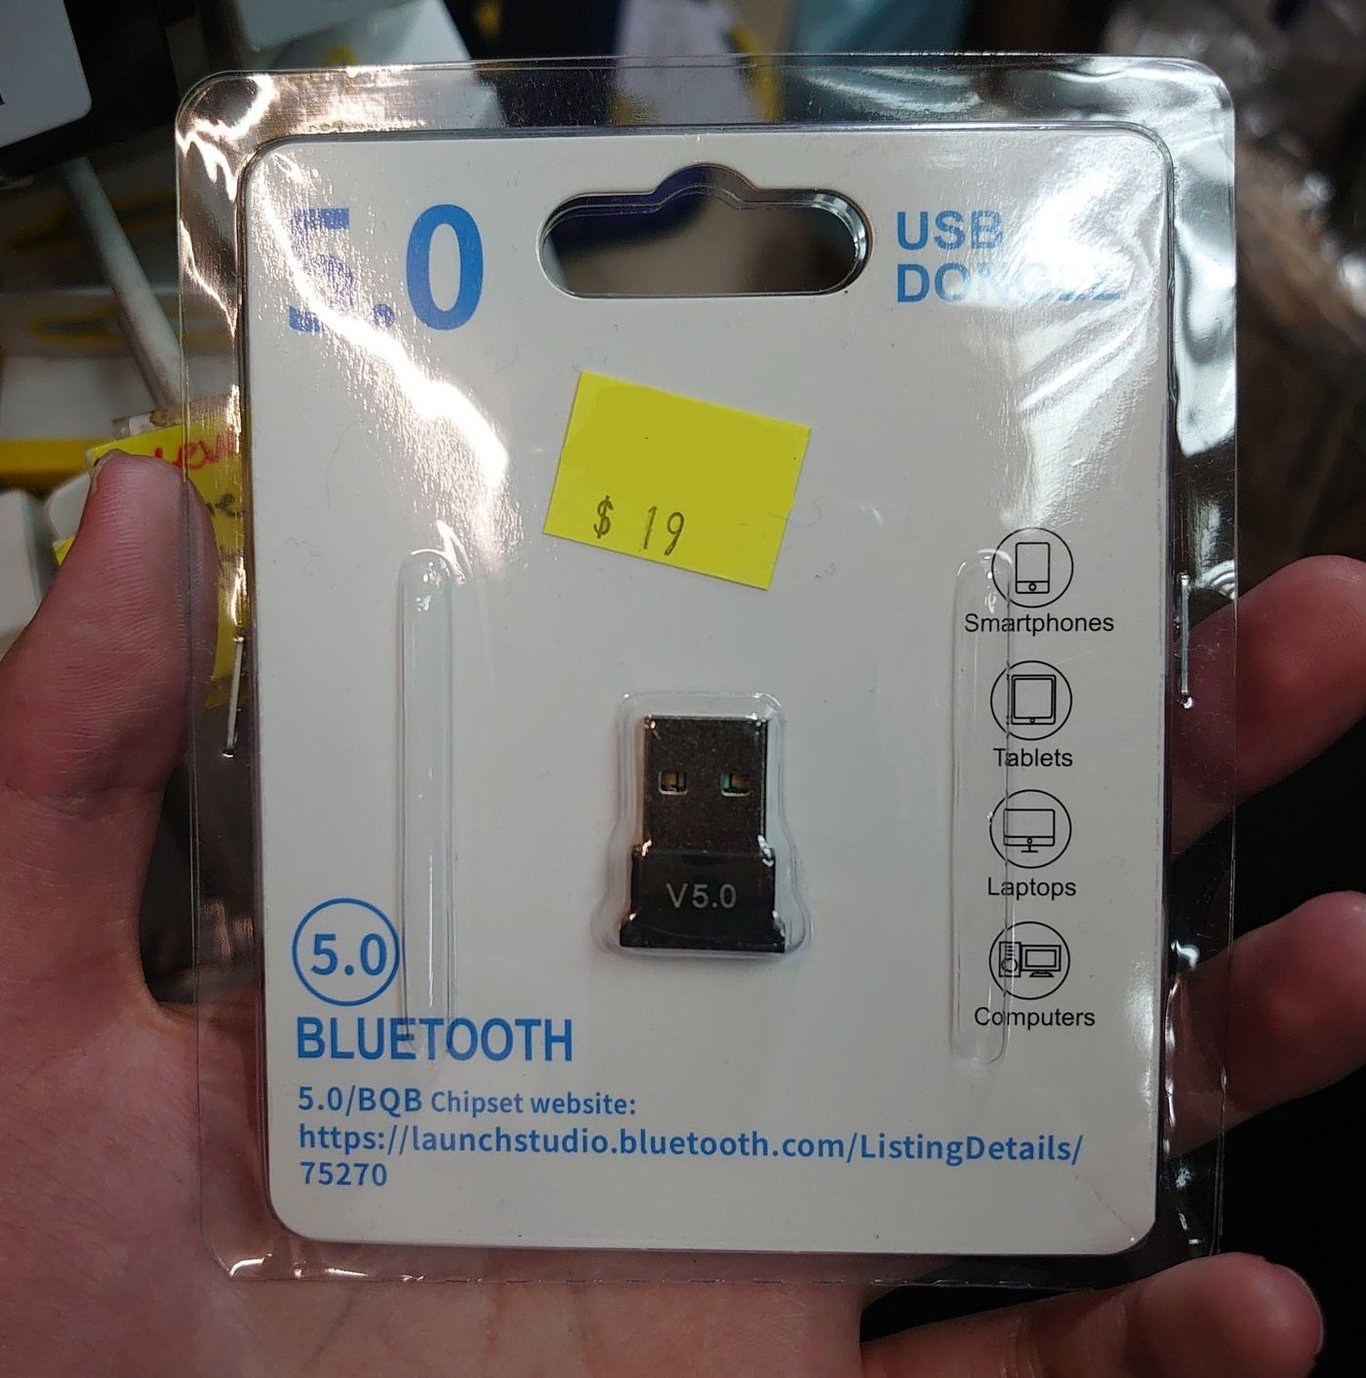 5.0
USB
DONGLE
$ 19
Smartphones
Tablets
Laptops
Computers
V5.0
5.0
BLUETOOTH
5.0/BQB Chipset website:
https://launchstudio.bluetooth.com/ListingDetails/
75270